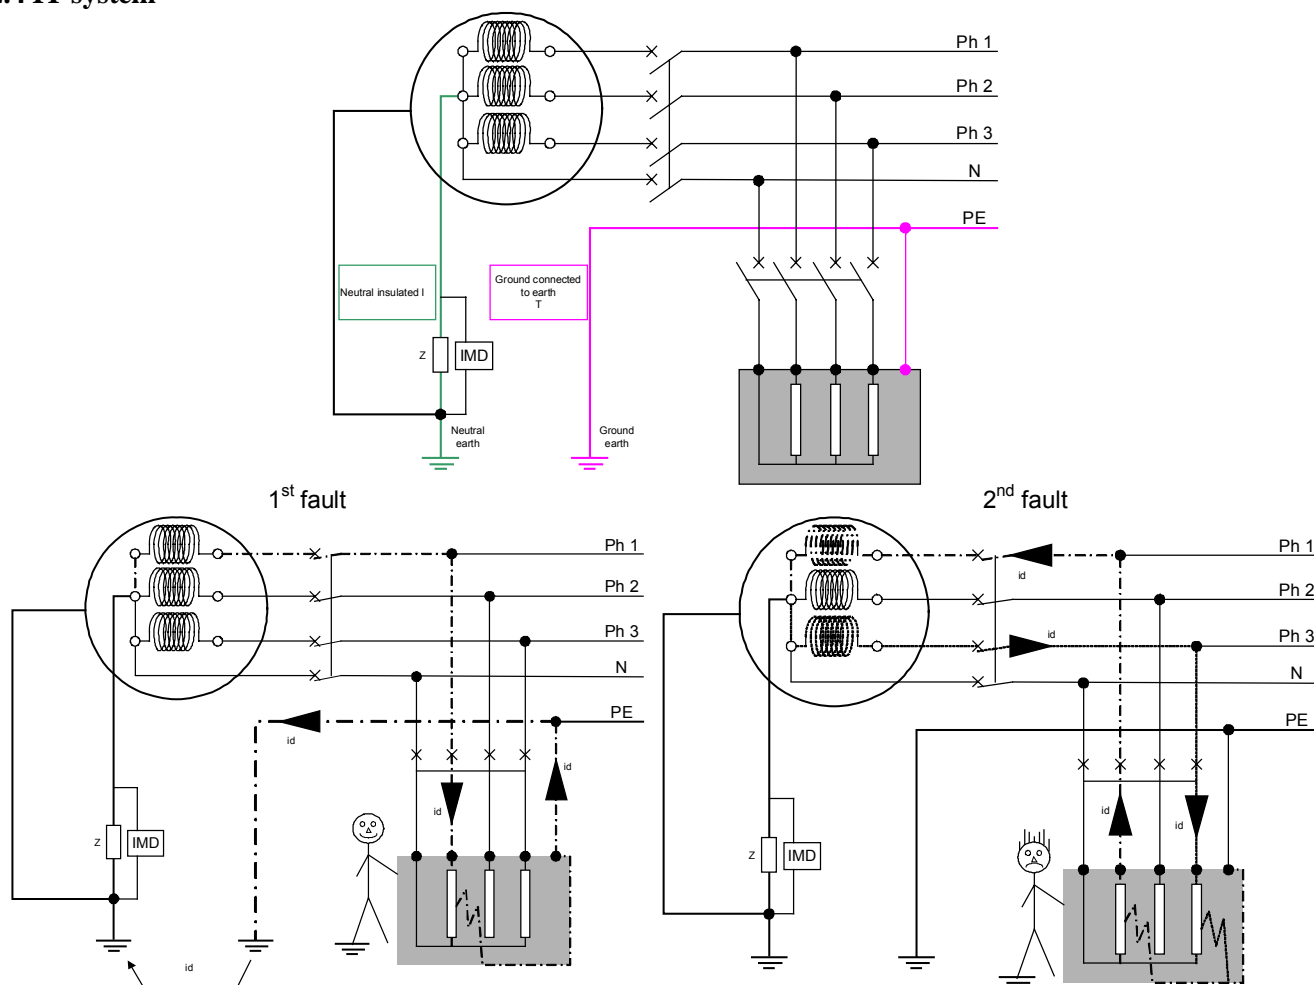 IT system
Ph 1
Ph 2
Ph 3
N
PE
Neutral insulated I
Ground connected
to earth
T
Z
IMD
Neutral
earth
Ground
earth
1st fault
Ph 1
Ph 2
Ph 3
N
PE
id
id
id
Z
IMD
id
2nd fault
Ph 1
id
Ph 2
id
Ph 3
N
PE
id
id
Z
IMD